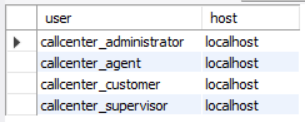 user host
callcenter_administrator localhost
callcenter_agent localhost
callcenter_customer localhost
callcenter_supervisor localhost